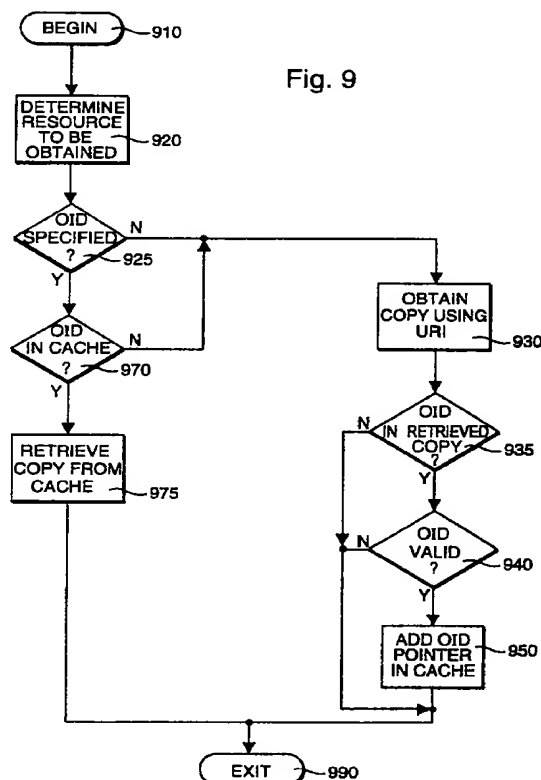 BEGIN
910
Fig. 9
DETERMINE
RESOURCE
TO BE
OBTAINED
920
OID
SPECIFIED
?
925
N
Y
OID
IN CACHE
?
970
N
Y
RETRIEVE
COPY FROM
CACHE
975
OBTAIN
COPY USING
URI
930
OID
IN RETRIEVED
COPY
?
935
N
Y
OID
VALID
?
940
N
Y
ADD OID
POINTER
IN CACHE
950
EXIT
990